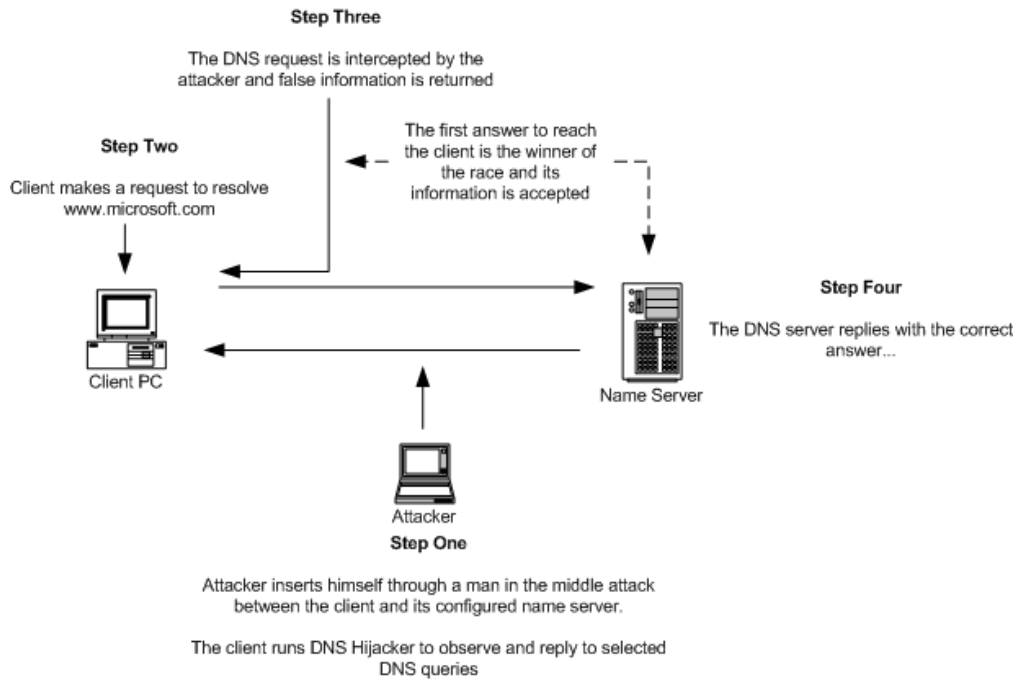 Step Three
The DNS request is intercepted by the
attacker and false information is returned
The first answer to reach
the client is the winner of
the race and its
information is accepted
Step Two
Client makes a request to resolve
www.microsoft.com
Client PC
Name Server
Step Four
The DNS server replies with the correct
answer...
Attacker
Step One
Attacker inserts himself through a man in the middle attack
between the client and its configured name server.
The client runs DNS Hijacker to observe and reply to selected
DNS queries